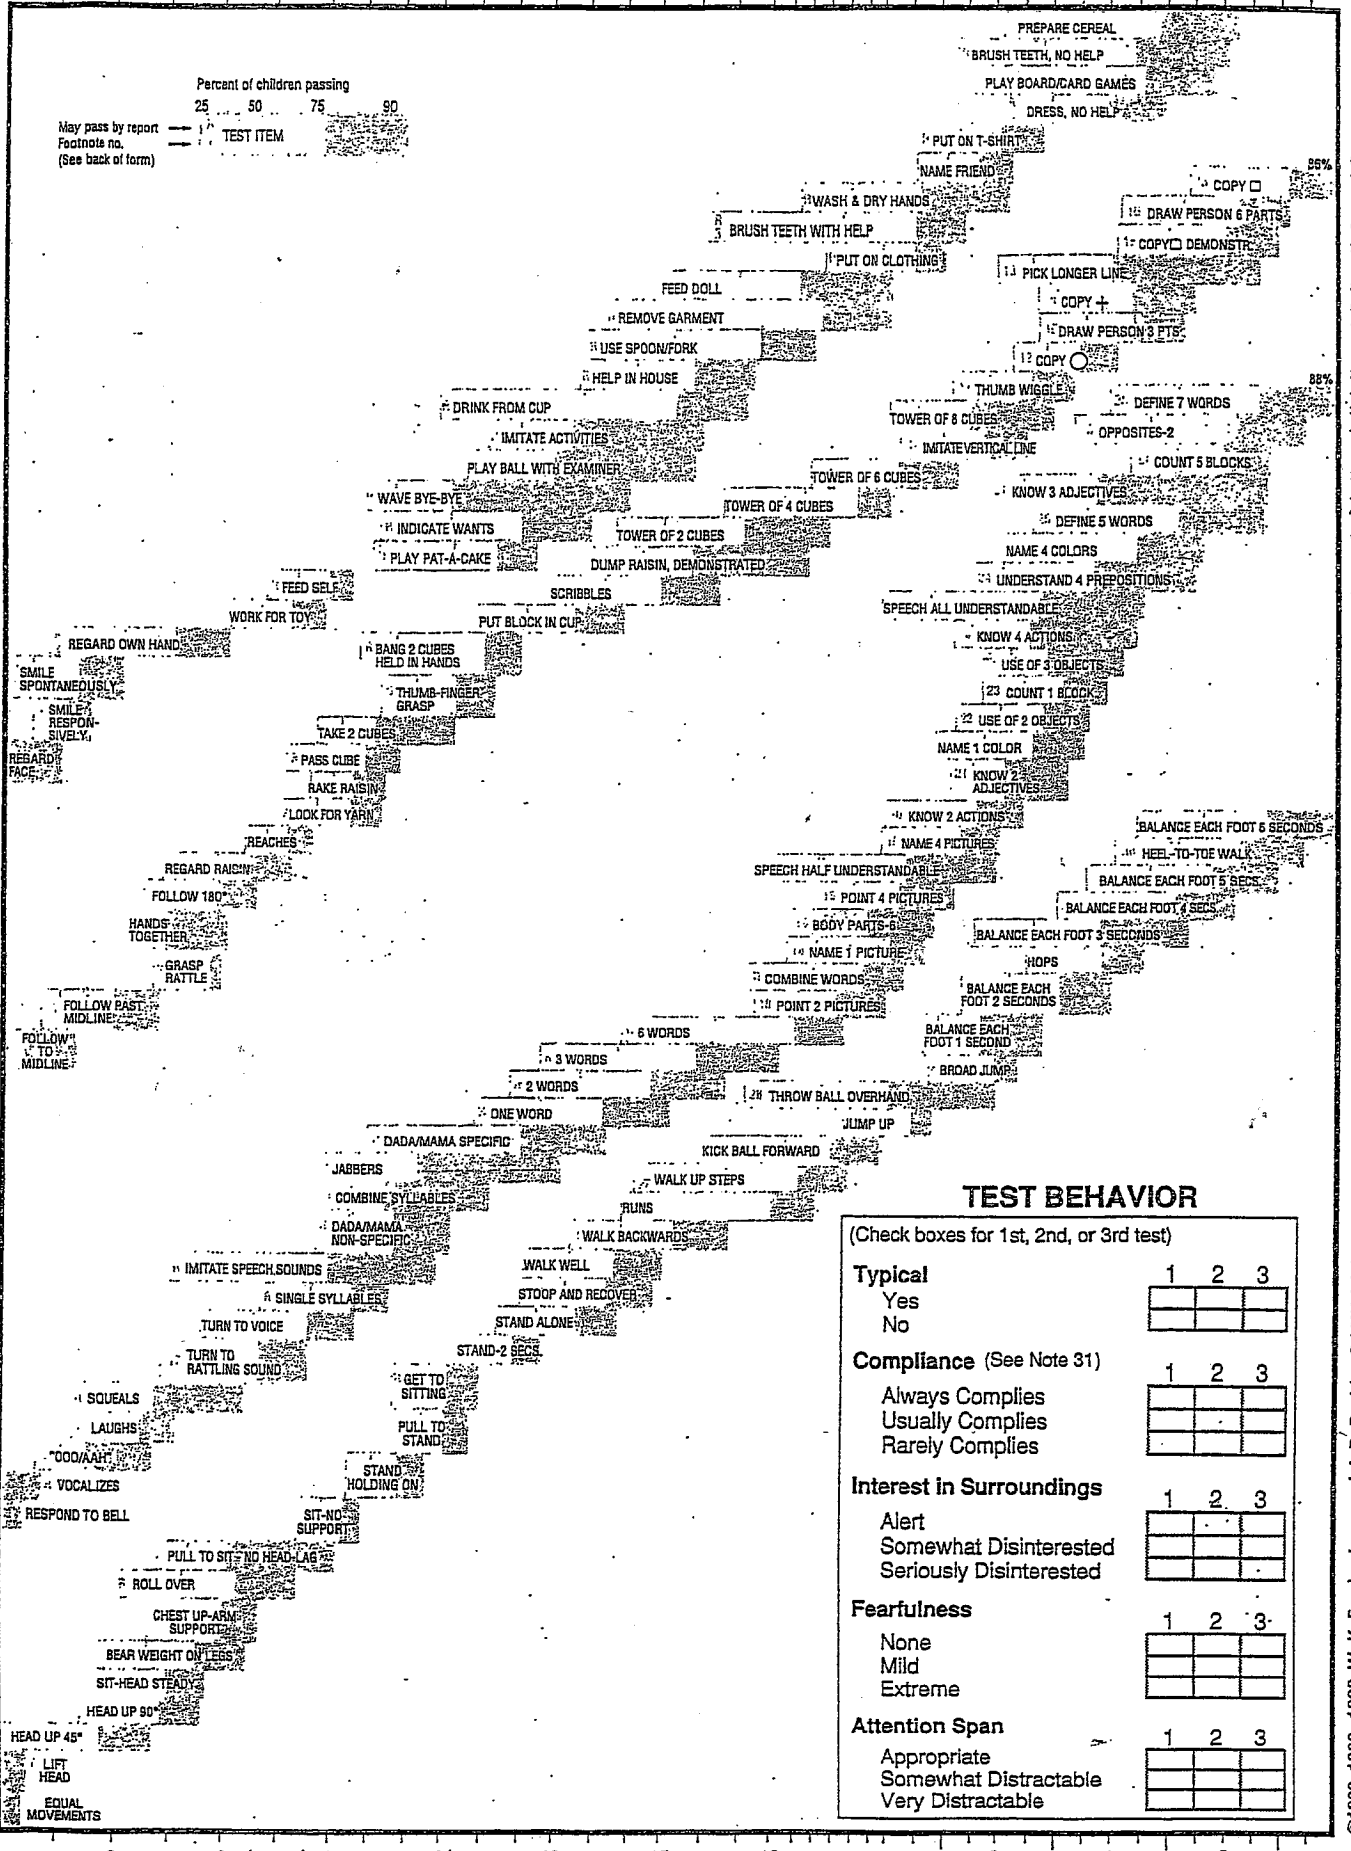 Percent of children passing
25 50 75 90
May pass by report
Footnote no.
(See back of form)
TEST ITEM
PREPARE CEREAL
BRUSH TEETH, NO HELP
PLAY BOARD/CARD GAMES
DRESS, NO HELP
PUT ON T-SHIRT
NAME FRIEND
WASH & DRY HANDS
BRUSH TEETH WITH HELP
PUT ON CLOTHING
FEED DOLL
REMOVE GARMENT
USE SPOON/FORK
HELP IN HOUSE
DRINK FROM CUP
IMITATE ACTIVITIES
PLAY BALL WITH EXAMINER
WAVE BYE-BYE
INDICATE WANTS
PLAY PAT-A-CAKE
FEED SELF
WORK FOR TOY
REGARD OWN HAND
SMILE
SPONTANEOUSLY
SMILE
RESPON-
SIVELY
REGARD
FACE
86%
COPY □
DRAW PERSON 6 PARTS
COPY □ DEMONSTR.
PICK LONGER LINE
COPY +
DRAW PERSON 3 PTS.
12 COPY ○
THUMB WIGGLE
TOWER OF 8 CUBES
IMITATE VERTICAL LINE
TOWER OF 6 CUBES
TOWER OF 4 CUBES
TOWER OF 2 CUBES
DUMP RAISIN, DEMONSTRATED
SCRIBBLES
PUT BLOCK IN CUP
BANG 2 CUBES
HELD IN HANDS
THUMB-FINGER
GRASP
TAKE 2 CUBES
PASS CUBE
RAKE RAISIN
LOOK FOR YARN
REACHES
REGARD RAISIN
FOLLOW 180°
HANDS
TOGETHER
GRASP
RATTLE
FOLLOW PAST
MIDLINE
FOLLOW
TO
MIDLINE
88%
DEFINE 7 WORDS
OPPOSITES-2
COUNT 5 BLOCKS
KNOW 3 ADJECTIVES
DEFINE 5 WORDS
NAME 4 COLORS
UNDERSTAND 4 PREPOSITIONS
SPEECH ALL UNDERSTANDABLE
KNOW 4 ACTIONS
USE OF 3 OBJECTS
23 COUNT 1 BLOCK
22 USE OF 2 OBJECTS
NAME 1 COLOR
21 KNOW 2
ADJECTIVES
KNOW 2 ACTIONS
NAME 4 PICTURES
SPEECH HALF UNDERSTANDABLE
POINT 4 PICTURES
BODY PARTS-6
NAME 1 PICTURE
COMBINE WORDS
POINT 2 PICTURES
6 WORDS
3 WORDS
2 WORDS
ONE WORD
DADA/MAMA SPECIFIC
JABBERS
COMBINE SYLLABLES
DADA/MAMA
NON-SPECIFIC
IMITATE SPEECH SOUNDS
SINGLE SYLLABLES
TURN TO VOICE
TURN TO
RATTLING SOUND
SQUEALS
LAUGHS
"OOO/AAH"
VOCALIZES
RESPOND TO BELL
BALANCE EACH FOOT 6 SECONDS
HEEL-TO-TOE WALK
BALANCE EACH FOOT 5 SECS.
BALANCE EACH FOOT 4 SECS.
BALANCE EACH FOOT 3 SECONDS
HOPS
BALANCE EACH
FOOT 2 SECONDS
BALANCE EACH
FOOT 1 SECOND
BROAD JUMP
28 THROW BALL OVERHAND
JUMP UP
KICK BALL FORWARD
WALK UP STEPS
RUNS
WALK BACKWARDS
WALK WELL
STOOP AND RECOVER
STAND ALONE
STAND-2 SECS.
GET TO
SITTING
PULL TO
STAND
STAND
HOLDING ON
SIT-NO
SUPPORT
PULL TO SIT - NO HEAD-LAG
ROLL OVER
CHEST UP-ARM
SUPPORT
BEAR WEIGHT ON LEGS
SIT-HEAD STEADY
HEAD UP 90°
HEAD UP 45°
LIFT
HEAD
EQUAL
MOVEMENTS
TEST BEHAVIOR
(Check boxes for 1st, 2nd, or 3rd test)
Typical 1 2 3
Yes
No
Compliance (See Note 31) 1 2 3
Always Complies
Usually Complies
Rarely Complies
Interest in Surroundings 1 2 3
Alert
Somewhat Disinterested
Seriously Disinterested
Fearfulness 1 2 3
None
Mild
Extreme
Attention Span 1 2 3
Appropriate
Somewhat Distractable
Very Distractable